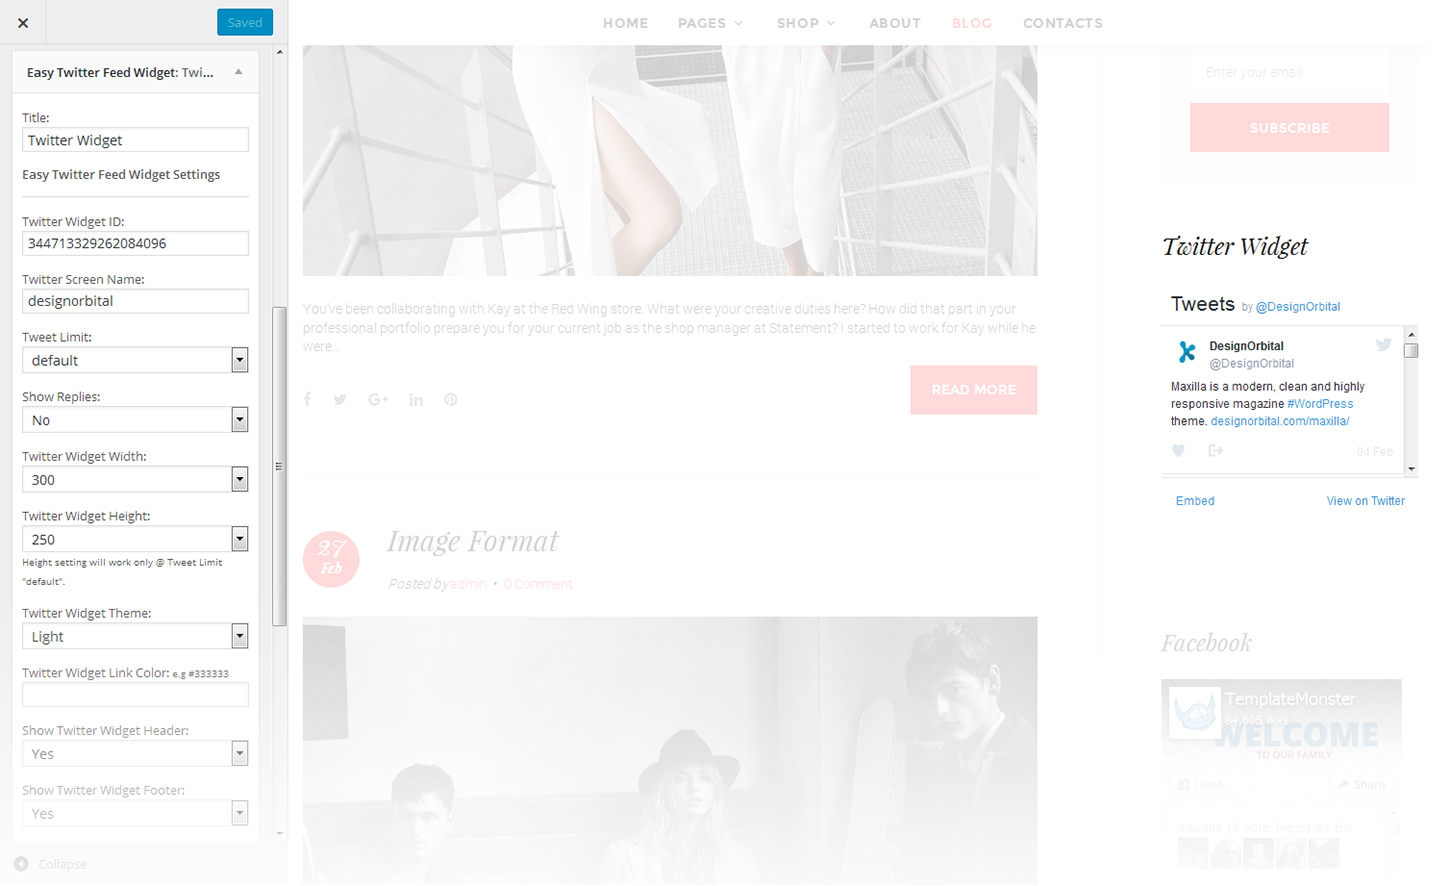 Saved
Easy Twitter Feed Widget: Twi...
Title:
Twitter Widget
Easy Twitter Feed Widget Settings
Twitter Widget ID:
344713329262084096
Twitter Screen Name:
designorbital
Tweet Limit:
default
Show Replies:
No
Twitter Widget Width:
300
Twitter Widget Height:
250
Height setting will work only @ Tweet Limit
"default".
Twitter Widget Theme:
Light
Twitter Widget Link Color: e.g #333333
Show Twitter Widget Header:
Yes
Show Twitter Widget Footer:
Yes
Collapse
HOME PAGES SHOP ABOUT BLOG CONTACTS
You've been collaborating with Kay at the Red Wing store. What were your creative duties here? How did that part in your
professional portfolio prepare you for your current job as the shop manager at Statement? I started to work for Kay while he
were...
READ MORE
27
Feb
Image Format
Posted by admin • 0 Comment
Enter your email
SUBSCRIBE
Twitter Widget
Tweets by @DesignOrbital
DesignOrbital
@DesignOrbital
Maxilla is a modern, clean and highly
responsive magazine #WordPress
theme. designorbital.com/maxilla/
04 Feb
Embed View on Twitter
Facebook
TemplateMonster
84,605 likes
WELCOME
TO OUR FAMILY
Liked Share
You and 19 other friends like this